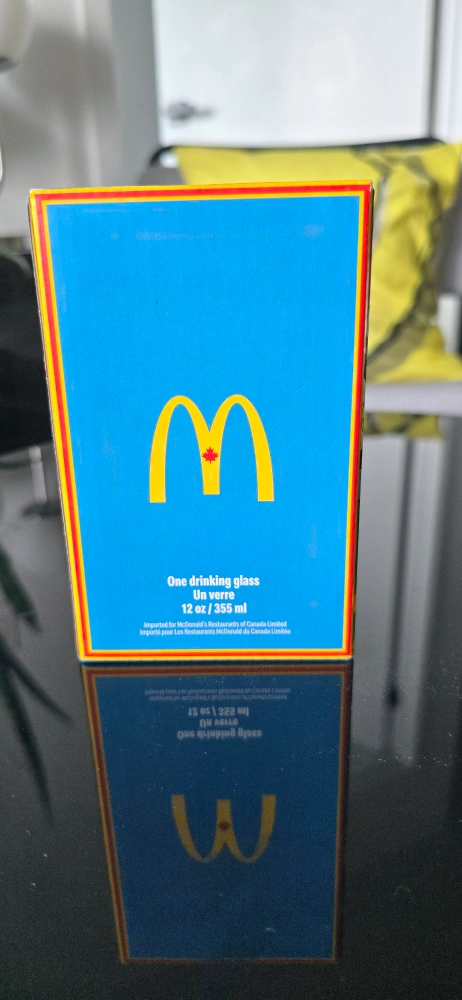 One drinking glass
Un verre
12 oz / 355 ml
Imported for McDonald's Restaurants of Canada Limited
Importé pour Les Restaurants McDonald du Canada Limitée